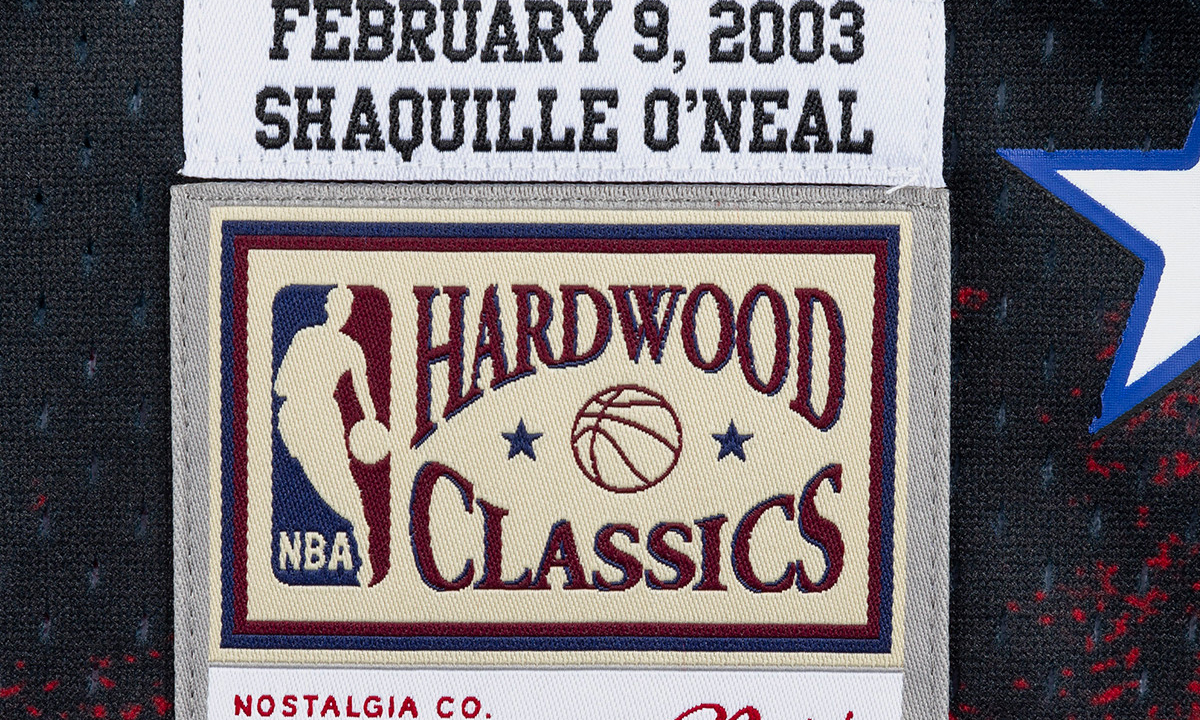 FEBRUARY 9, 2003
SHAQUILLE O'NEAL
HARDWOOD
CLASSICS
NBA
NOSTALGIA CO.